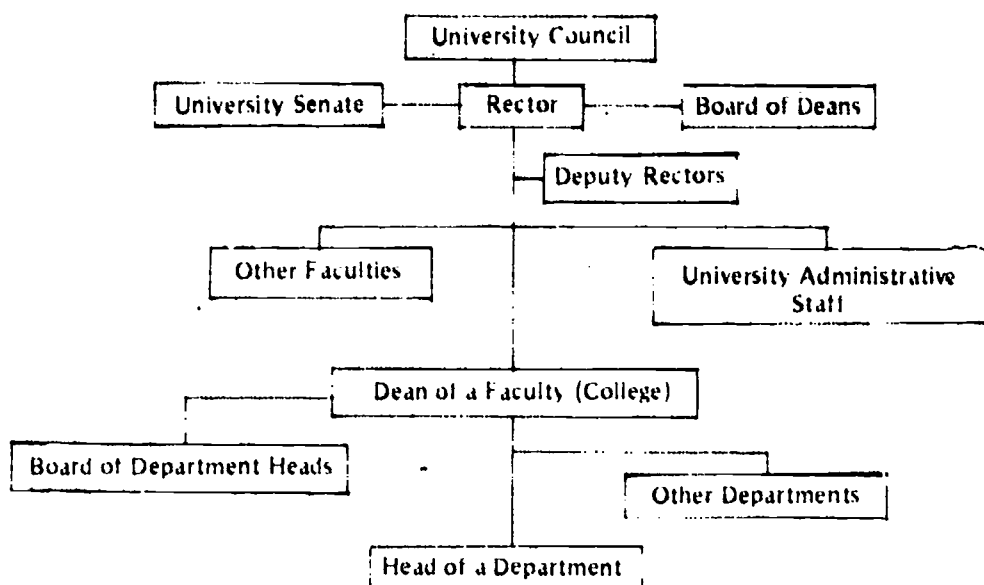 University Council
University Senate
Rector
Board of Deans
Deputy Rectors
Other Faculties
University Administrative
Staff
Dean of a Faculty (College)
Board of Department Heads
Other Departments
Head of a Department